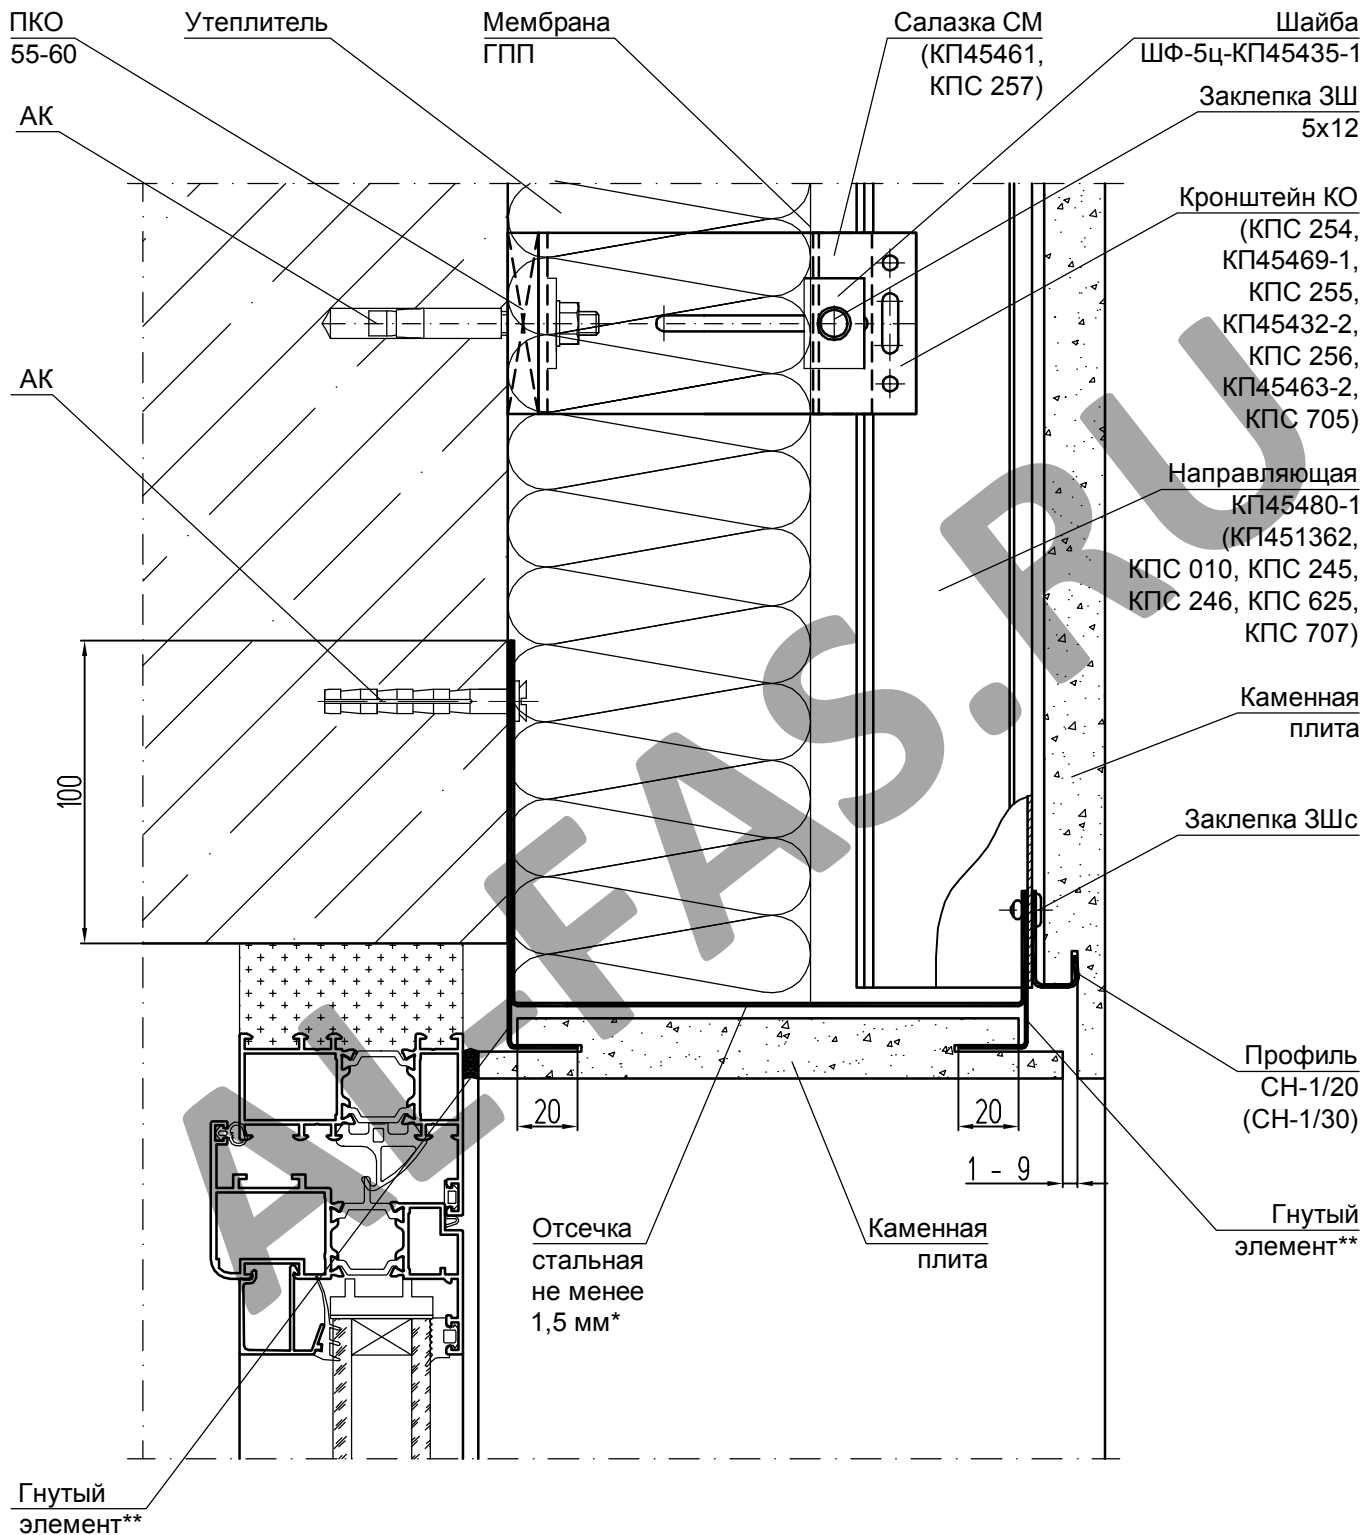 ПКО
55-60
Утеплитель
Мембрана
ГПП
Салазка СМ
(КП45461,
КПС 257)
Шайба
ШФ-5ц-КП45435-1
Заклепка ЗШ
5х12
АК
Кронштейн КО
(КПС 254,
КП45469-1,
КПС 255,
КП45432-2,
КПС 256,
КП45463-2,
КПС 705)
АК
Направляющая
КП45480-1
(КП451362,
КПС 010, КПС 245,
КПС 246, КПС 625,
КПС 707)
Каменная
плита
100
Заклепка ЗШс
Профиль
СН-1/20
(СН-1/30)
20
20
1 - 9
Отсечка
стальная
не менее
1,5 мм*
Каменная
плита
Гнутый
элемент**
Гнутый
элемент**
AL-FAS.RU